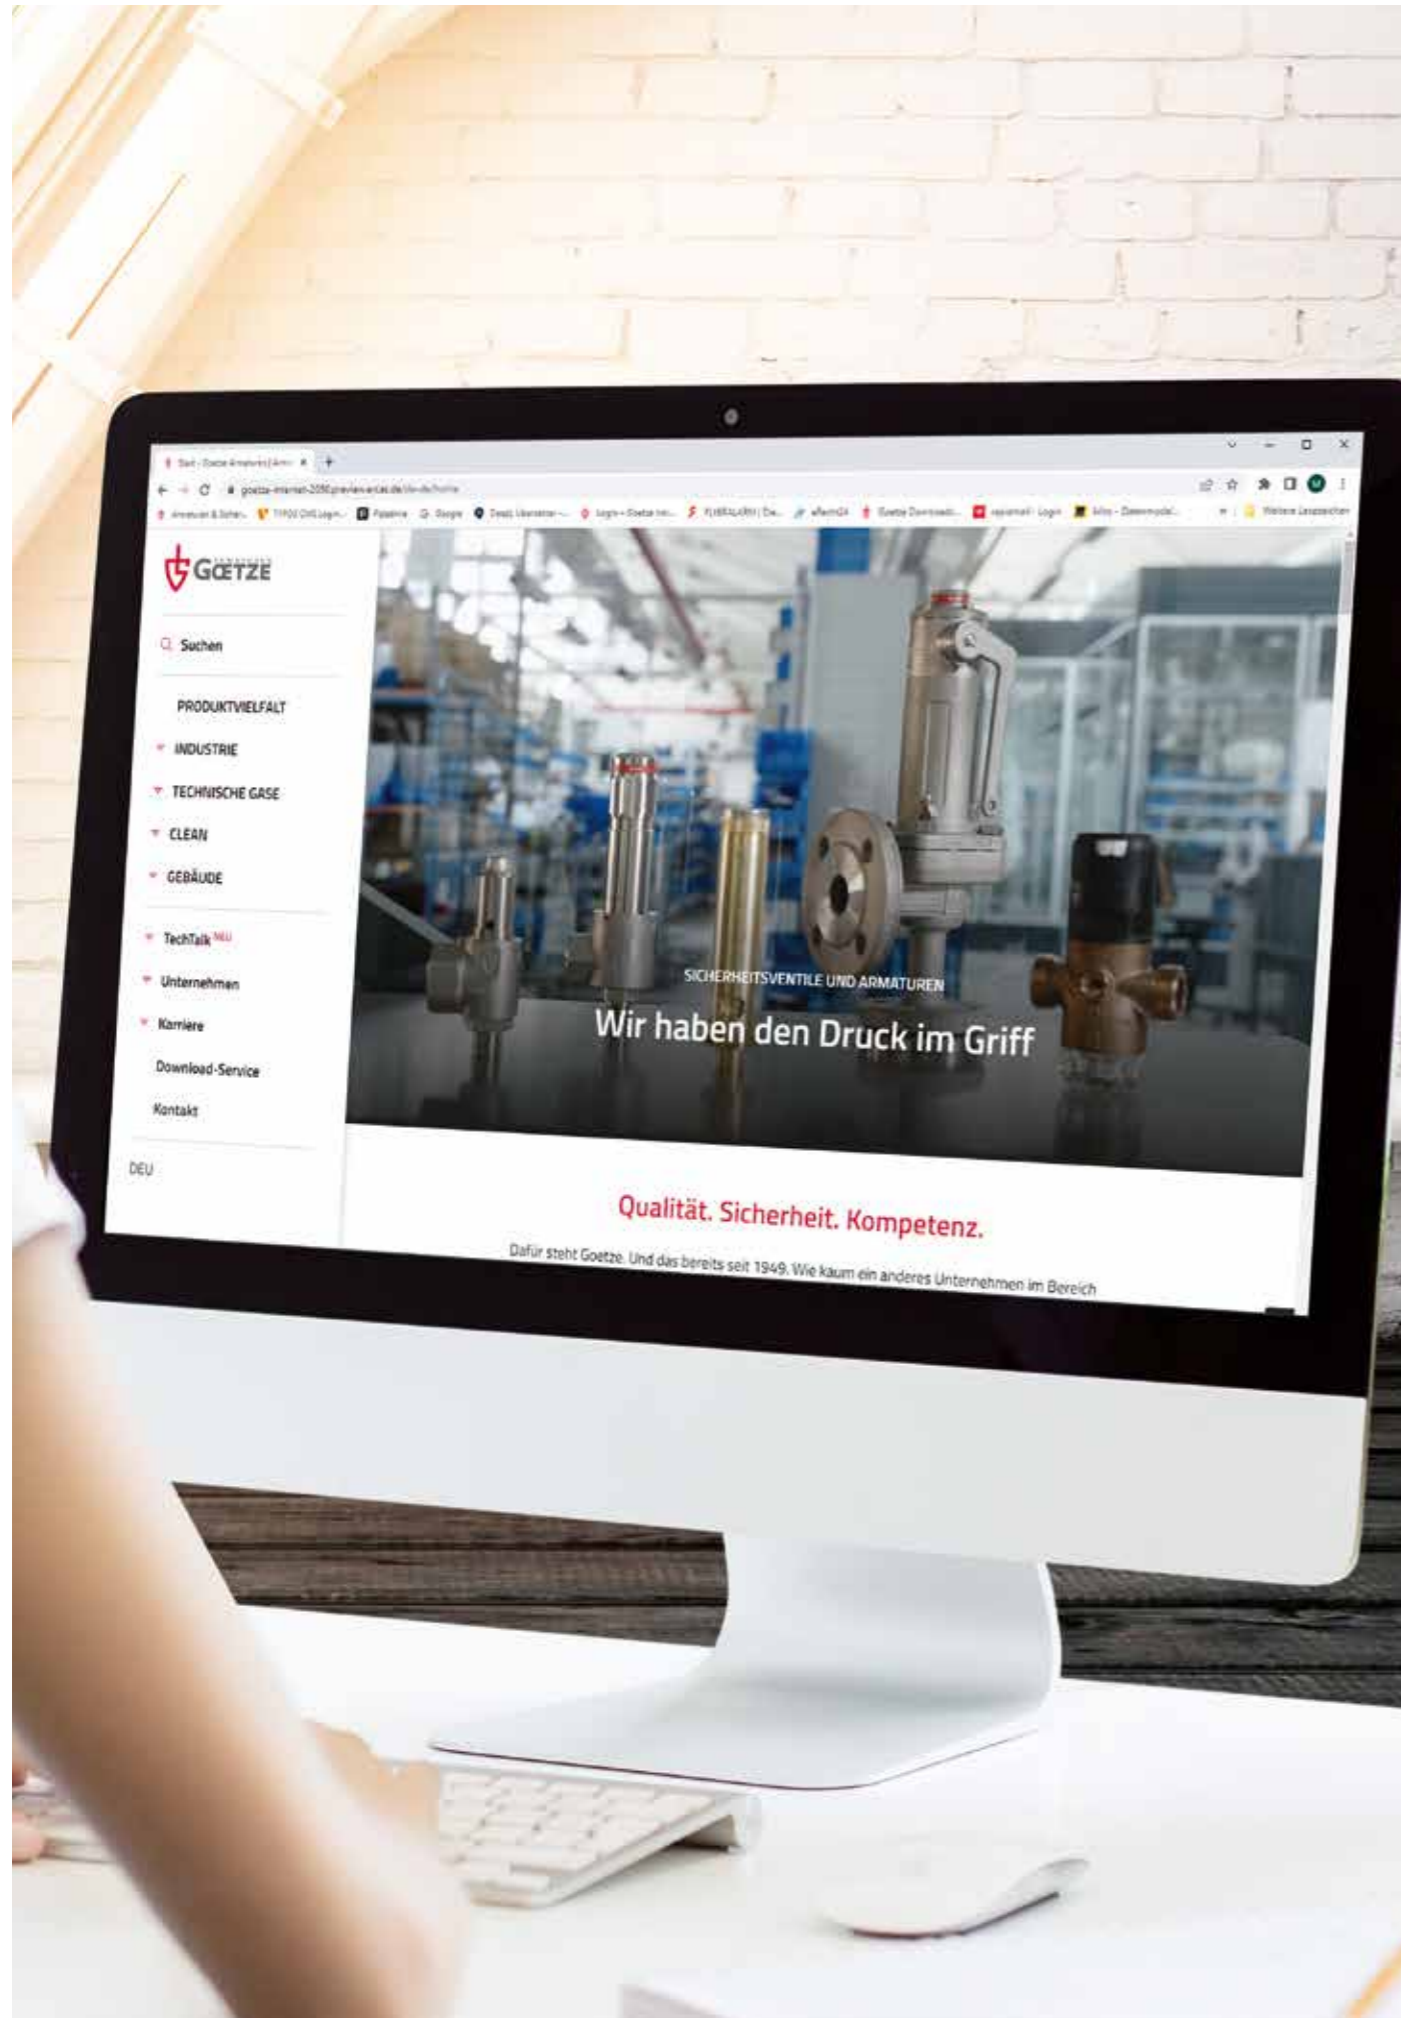 GŒTZE
Suchen
PRODUKTVIELFALT
INDUSTRIE
TECHNISCHE GASE
CLEAN
GEBÄUDE
TechTalk NEU
Unternehmen
Karriere
Download-Service
Kontakt
DEU
SICHERHEITSVENTILE UND ARMATUREN
Wir haben den Druck im Griff
Qualität. Sicherheit. Kompetenz.
Dafür steht Goetze. Und das bereits seit 1949. Wie kaum ein anderes Unternehmen im Bereich